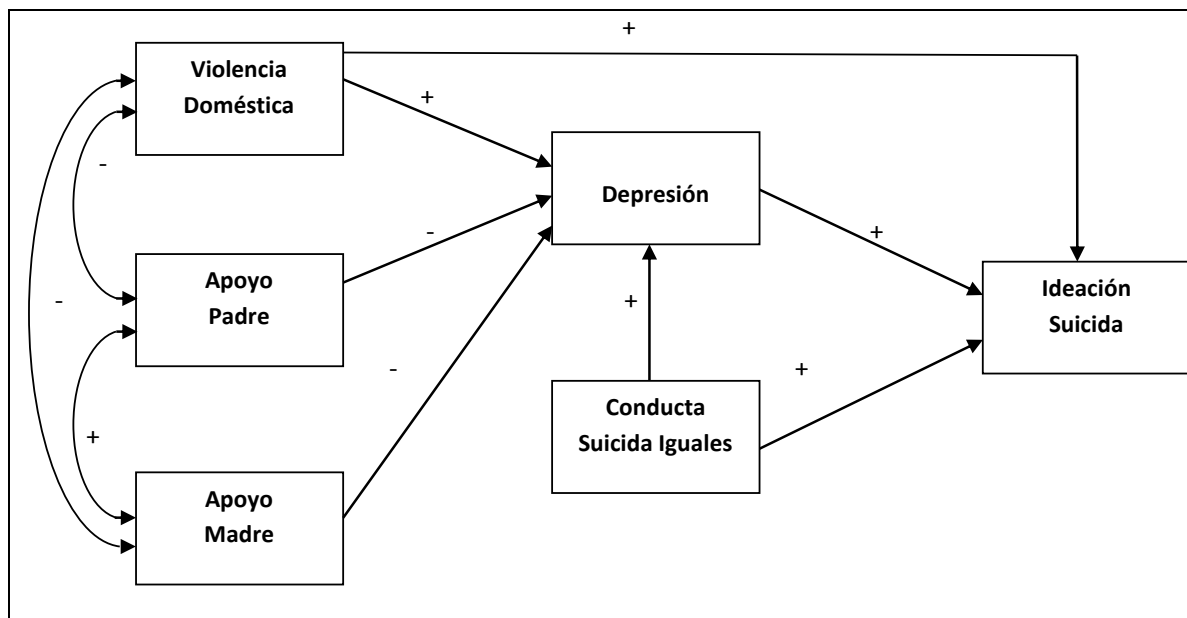 +
Violencia
Doméstica
+
-
Depresión
-
+
Apoyo
Padre
Ideación
Suicida
-
+
-
+
Conducta
Suicida Iguales
+
Apoyo
Madre